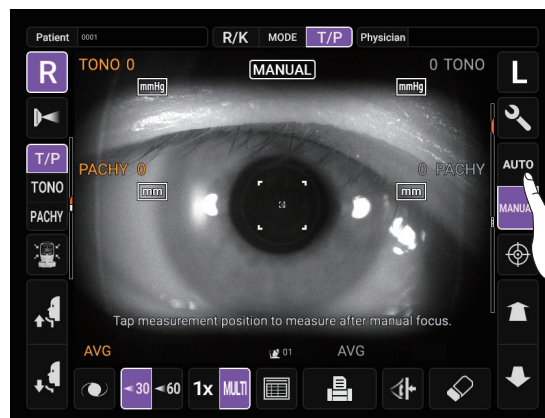 Patient 0001 R/K MODE T/P Physician
R TONO 0 MANUAL 0 TONO L
mmHg mmHg
T/P AUTO
PACHY 0 0 PACHY
TONO mm mm MANUA
PACHY
Tap measurement position to measure after manual focus.
AVG 01 AVG
30 60 1x MULTI